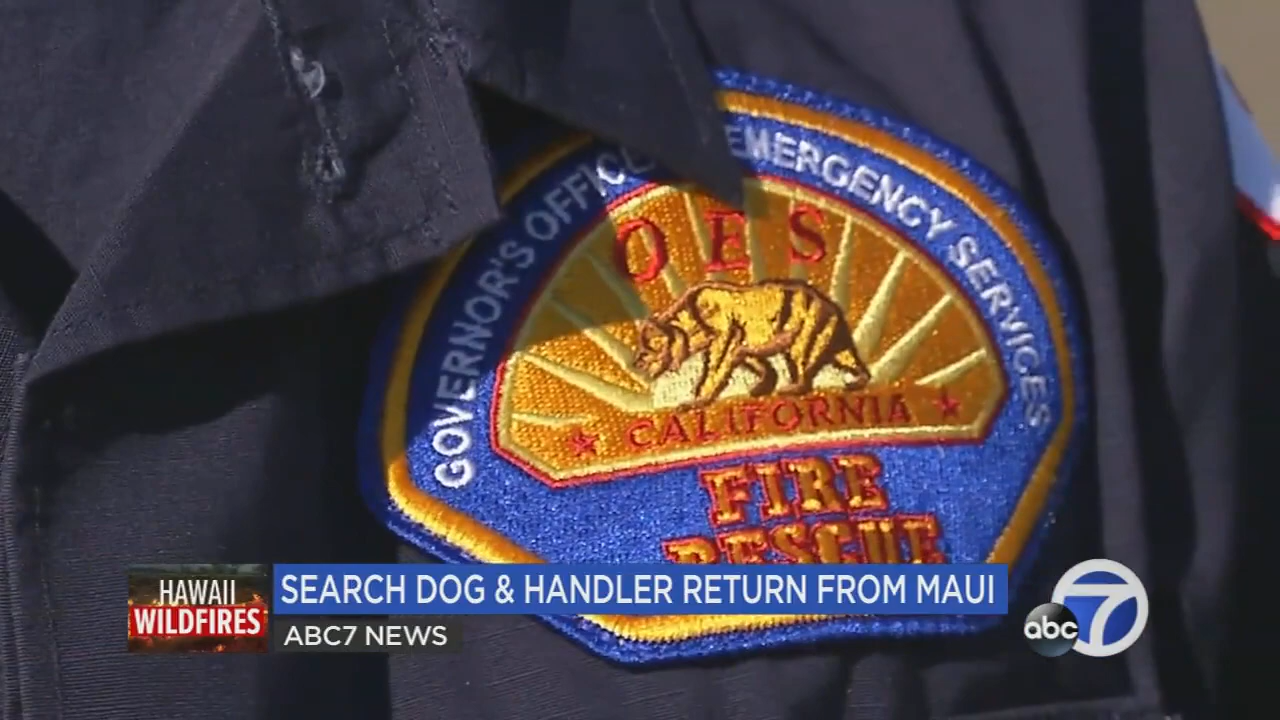 GOVERNOR'S OFFICE EMERGENCY SERVICES
OES
CALIFORNIA
FIRE
RESCUE
HAWAII
WILDFIRES
SEARCH DOG & HANDLER RETURN FROM MAUI
ABC7 NEWS
abc 7